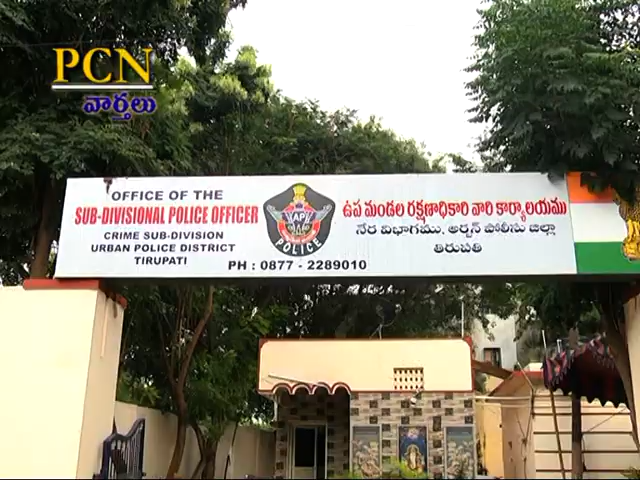 PCN
వార్తలు
OFFICE OF THE
SUB-DIVISIONAL POLICE OFFICER
CRIME SUB-DIVISION
URBAN POLICE DISTRICT
TIRUPATI
PH : 0877 - 2289010
AP
POLICE
ఉప మండల రక్షణాధికారి వారి కార్యాలయము
నేర విభాగము, అర్బన్ పోలీసు జిల్లా
తిరుపతి